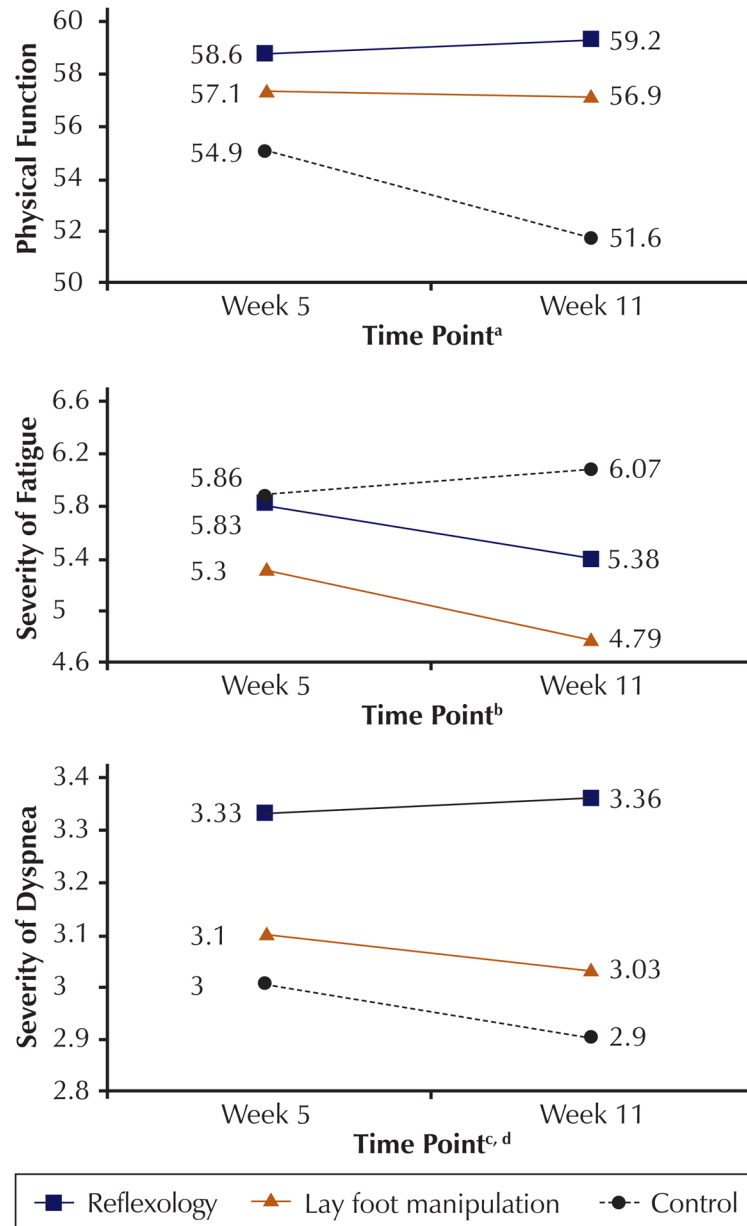 60
58.6
59.2
58
57.1
56.9
56
54.9
54
52
51.6
50
Physical Function
Week 5
Week 11
Time Pointᵃ
6.6
6.2
5.86
6.07
5.8
5.83
5.4
5.38
5.3
5
4.79
4.6
Severity of Fatigue
Week 5
Week 11
Time Pointᵇ
3.4
3.33
3.36
3.3
3.2
3.1
3.1
3.03
3
3
2.9
2.9
2.8
Severity of Dyspnea
Week 5
Week 11
Time Pointᶜ, ᵈ
Reflexology Lay foot manipulation Control